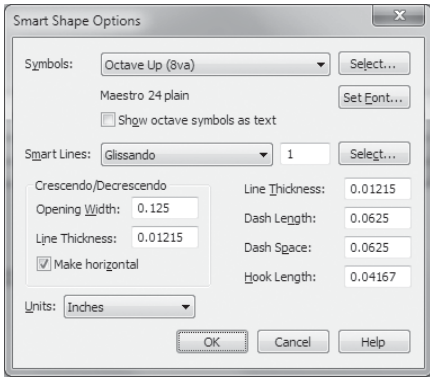 Smart Shape Options
Symbols: Octave Up (8va) Select...
Maestro 24 plain Set Font...
Show octave symbols as text
Smart Lines: Glissando 1 Select...
Crescendo/Decrescendo
Opening Width: 0.125
Line Thickness: 0.01215
Make horizontal
Line Thickness: 0.01215
Dash Length: 0.0625
Dash Space: 0.0625
Hook Length: 0.04167
Units: Inches
OK Cancel Help